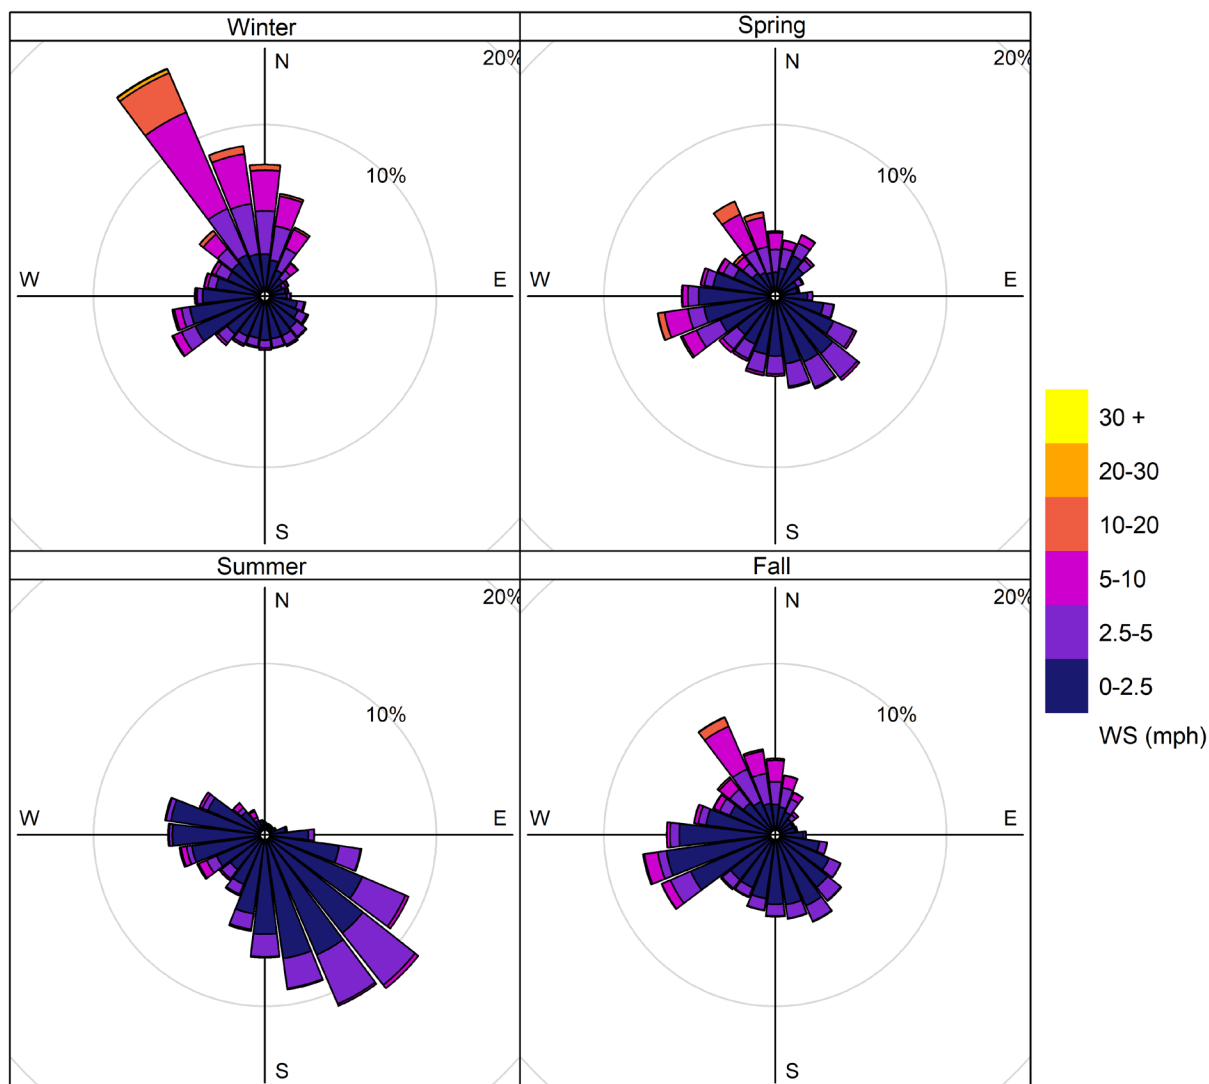 Winter
Spring
N
20%
10%
W
E
S
N
20%
10%
W
E
S
Summer
Fall
N
20%
10%
W
E
S
N
20%
10%
W
E
S
30 +
20-30
10-20
5-10
2.5-5
0-2.5
WS (mph)